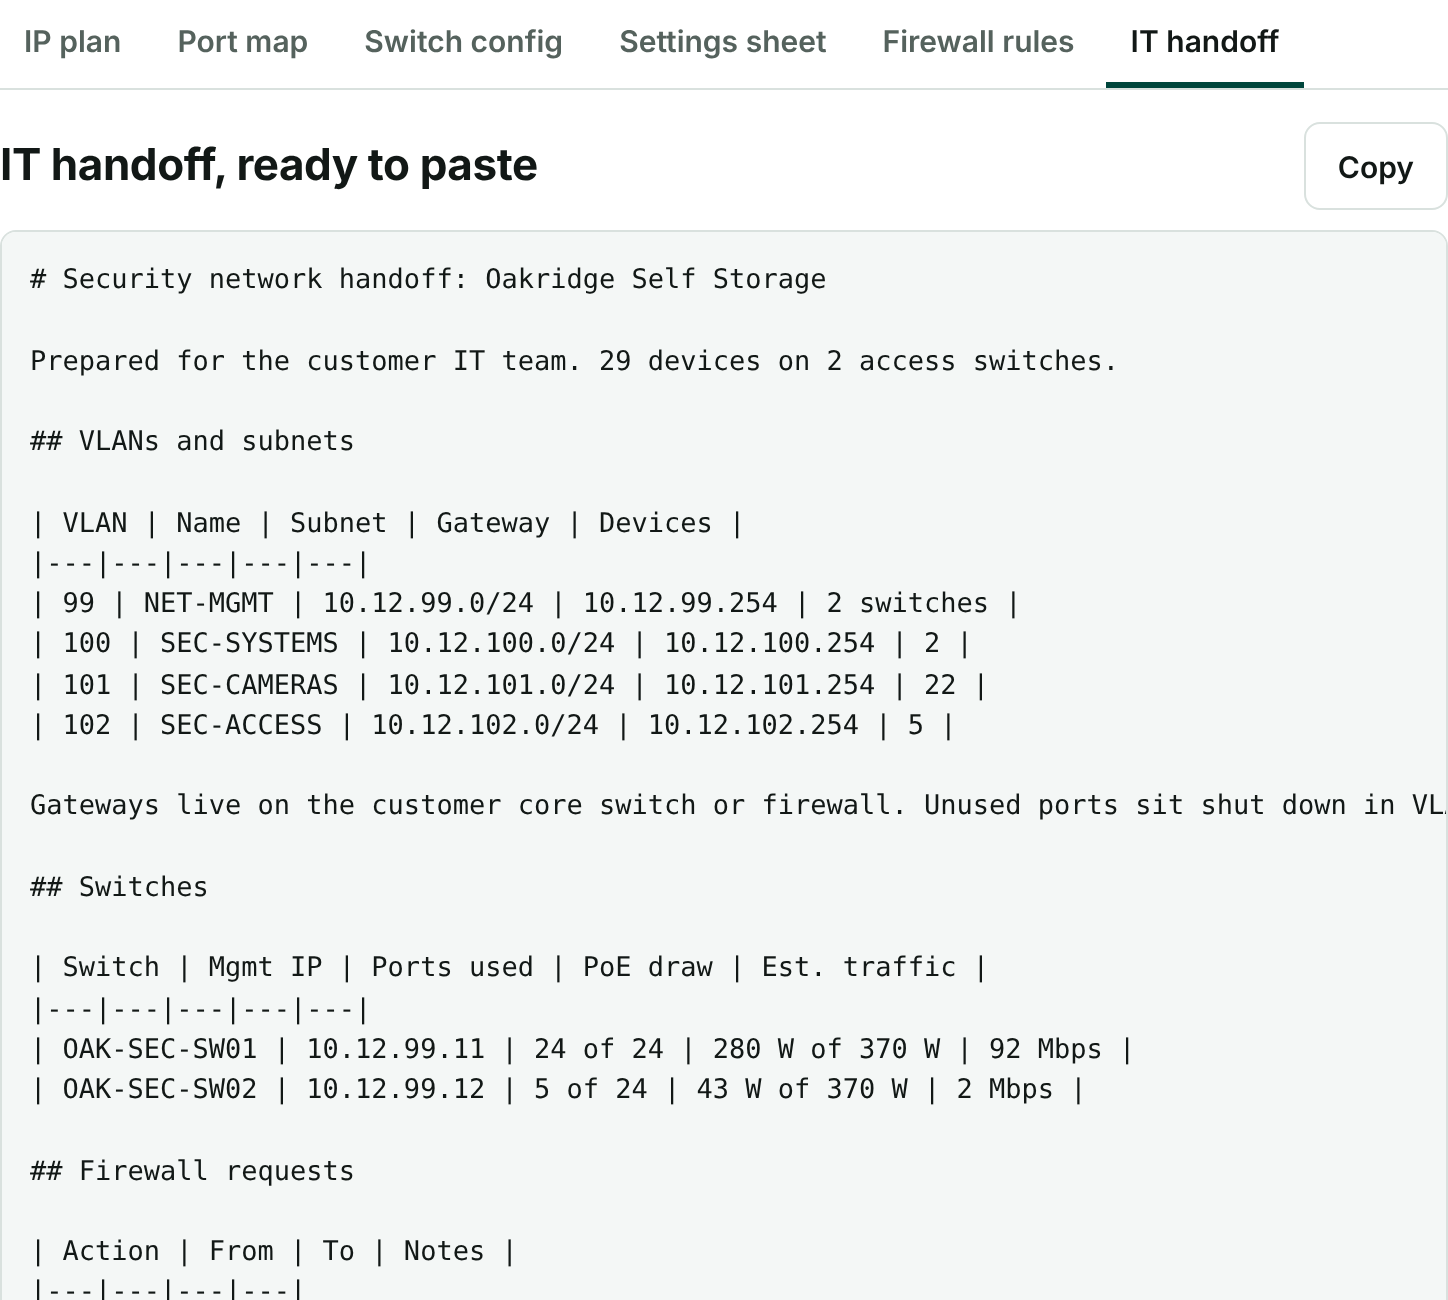 IP plan Port map Switch config Settings sheet Firewall rules IT handoff
IT handoff, ready to paste
Copy
# Security network handoff: Oakridge Self Storage
Prepared for the customer IT team. 29 devices on 2 access switches.
## VLANs and subnets
| VLAN | Name | Subnet | Gateway | Devices |
|---|---|---|---|---|
| 99 | NET-MGMT | 10.12.99.0/24 | 10.12.99.254 | 2 switches |
| 100 | SEC-SYSTEMS | 10.12.100.0/24 | 10.12.100.254 | 2 |
| 101 | SEC-CAMERAS | 10.12.101.0/24 | 10.12.101.254 | 22 |
| 102 | SEC-ACCESS | 10.12.102.0/24 | 10.12.102.254 | 5 |
Gateways live on the customer core switch or firewall. Unused ports sit shut down in
## Switches
| Switch | Mgmt IP | Ports used | PoE draw | Est. traffic |
|---|---|---|---|---|
| OAK-SEC-SW01 | 10.12.99.11 | 24 of 24 | 280 W of 370 W | 92 Mbps |
| OAK-SEC-SW02 | 10.12.99.12 | 5 of 24 | 43 W of 370 W | 2 Mbps |
## Firewall requests
| Action | From | To | Notes |
|---|---|---|---|